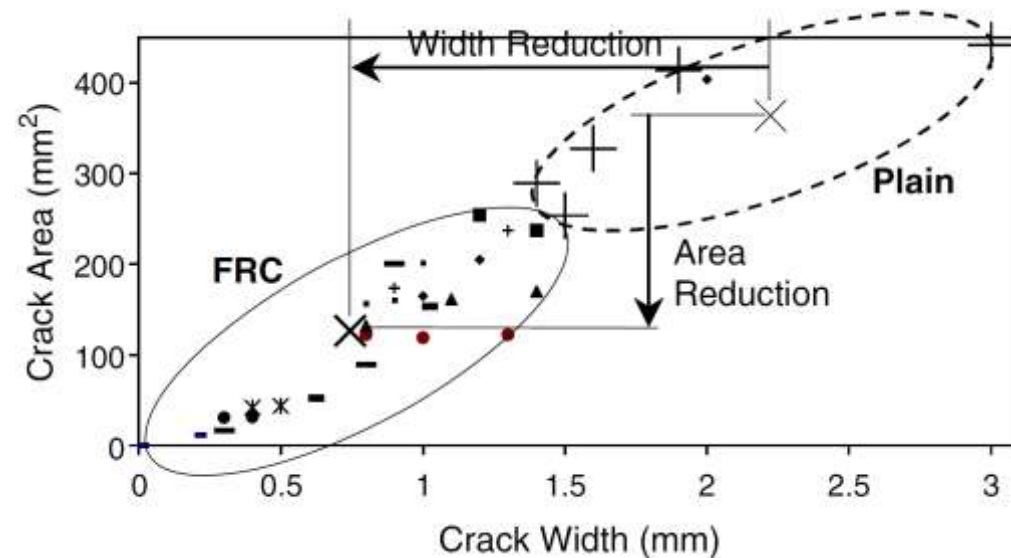 Width Reduction
400
Crack Area (mm²)
300
Plain
FRC
200
Area
Reduction
100
0
0
0.5
1
1.5
2
2.5
3
Crack Width (mm)